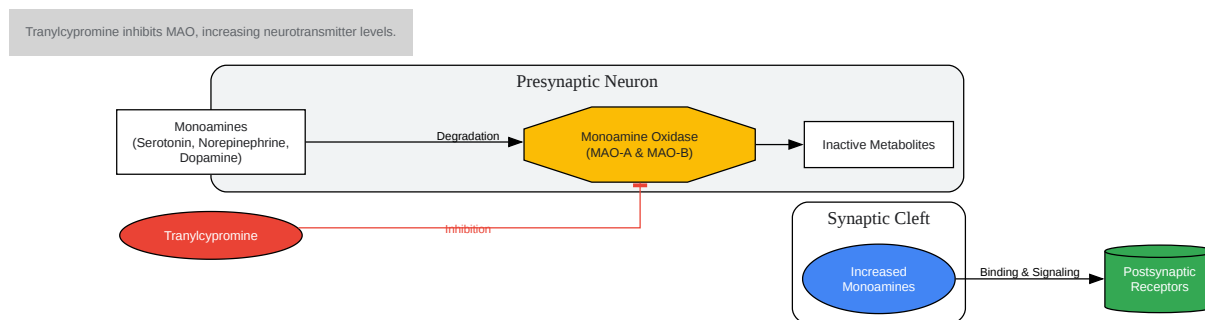 Tranylcypromine inhibits MAO, increasing neurotransmitter levels.
Presynaptic Neuron
Monoamines
(Serotonin, Norepinephrine,
Dopamine)
Degradation
Monoamine Oxidase
(MAO-A & MAO-B)
Inactive Metabolites
Tranylcypromine
Inhibition
Synaptic Cleft
Increased
Monoamines
Binding & Signaling
Postsynaptic
Receptors